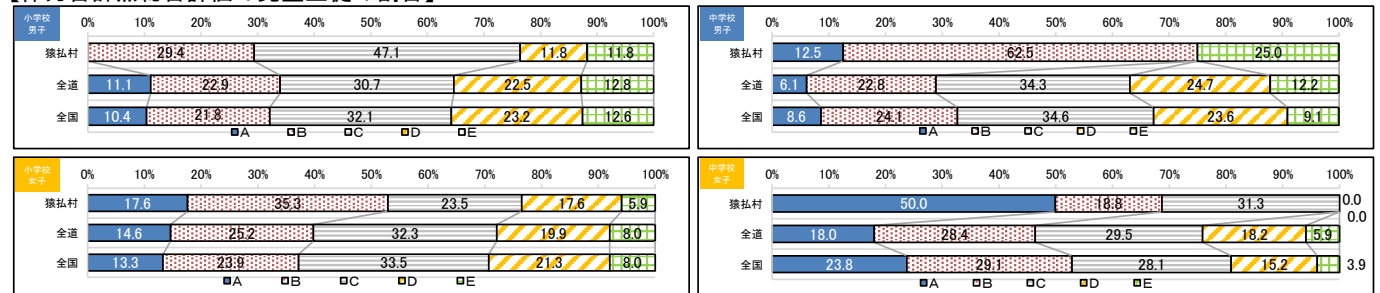 小学校
男子
0% 10% 20% 30% 40% 50% 60% 70% 80% 90% 100%
猿払村 29.4 47.1 11.8 11.8
全道 11.1 22.9 30.7 22.5 12.8
全国 10.4 21.8 32.1 23.2 12.6
A B C D E
中学校
男子
0% 10% 20% 30% 40% 50% 60% 70% 80% 90% 100%
猿払村 12.5 62.5 25.0
全道 6.1 22.8 34.3 24.7 12.2
全国 8.6 24.1 34.6 23.6 9.1
A B C D E
小学校
女子
0% 10% 20% 30% 40% 50% 60% 70% 80% 90% 100%
猿払村 17.6 35.3 23.5 17.6 5.9
全道 14.6 25.2 32.3 19.9 8.0
全国 13.3 23.9 33.5 21.3 8.0
A B C D E
中学校
女子
0% 10% 20% 30% 40% 50% 60% 70% 80% 90% 100%
猿払村 50.0 18.8 31.3 0.0
0.0
全道 18.0 28.4 29.5 18.2 5.9
全国 23.8 29.1 28.1 15.2 3.9
A B C D E